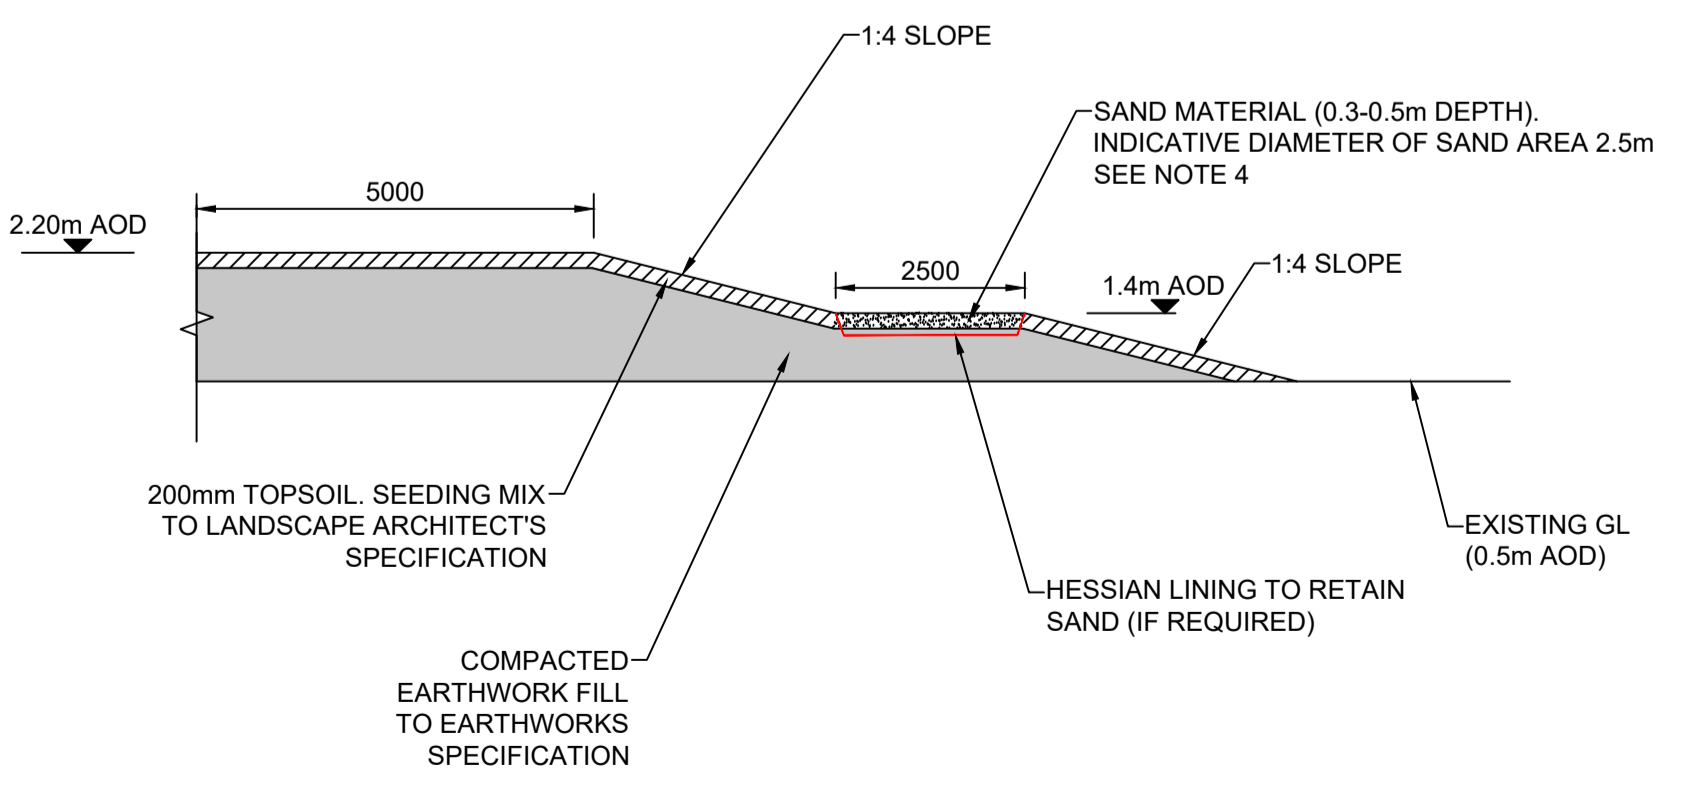 1:4 SLOPE
SAND MATERIAL (0.3-0.5m DEPTH).
INDICATIVE DIAMETER OF SAND AREA 2.5m
SEE NOTE 4
5000
2.20m AOD
2500
1.4m AOD
1:4 SLOPE
200mm TOPSOIL. SEEDING MIX
TO LANDSCAPE ARCHITECT'S
SPECIFICATION
EXISTING GL
(0.5m AOD)
HESSIAN LINING TO RETAIN
SAND (IF REQUIRED)
COMPACTED
EARTHWORK FILL
TO EARTHWORKS
SPECIFICATION